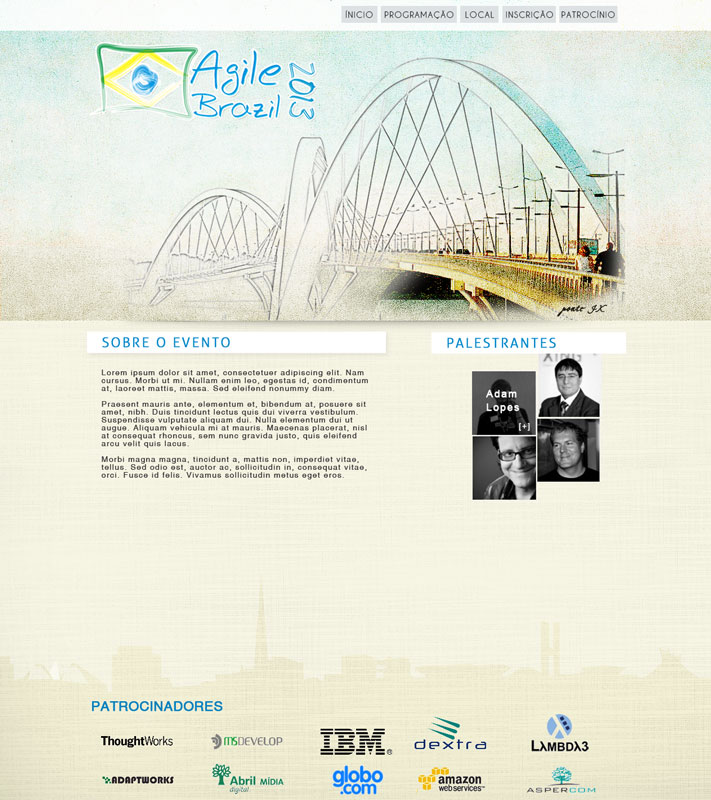 ÍNICIO PROGRAMAÇÃO LOCAL INSCRIÇÃO PATROCÍNIO
Agile
Brazil
2013
ponte JK
SOBRE O EVENTO
Lorem ipsum dolor sit amet, consectetuer adipiscing elit. Nam
cursus. Morbi ut mi. Nullam enim leo, egestas id, condimentum
at, laoreet mattis, massa. Sed eleifend nonummy diam.
Praesent mauris ante, elementum et, bibendum at, posuere sit
amet, nibh. Duis tincidunt lectus quis dui viverra vestibulum.
Suspendisse vulputate aliquam dui. Nulla elementum dui ut
augue. Aliquam vehicula mi at mauris. Maecenas placerat, nisl
at consequat rhoncus, sem nunc gravida justo, quis eleifend
arcu velit quis lacus.
Morbi magna magna, tincidunt a, mattis non, imperdiet vitae,
tellus. Sed odio est, auctor ac, sollicitudin in, consequat vitae,
orci. Fusce id felis. Vivamus sollicitudin metus eget eros.
PALESTRANTES
XING
Adam
Lopes
[+]
PATROCINADORES
ThoughtWorks
MSDEVELOP
IBM®
dextra
LAMBDA3
ADAPTWORKS
Abril MÍDIA
digital
globo
.com
amazon
webservices™
ASPERCOM